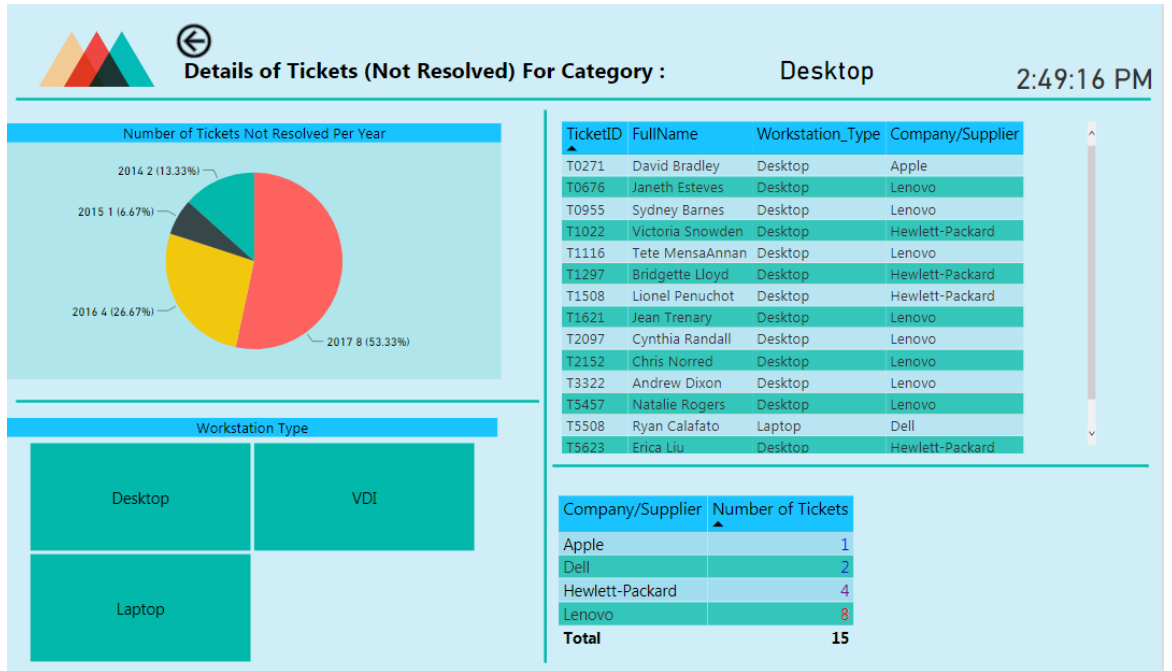 Details of Tickets (Not Resolved) For Category :
Desktop
2:49:16 PM
Number of Tickets Not Resolved Per Year
2014 2 (13.33%)
2015 1 (6.67%)
2016 4 (26.67%)
2017 8 (53.33%)
Workstation Type
Desktop
VDI
Laptop
TicketID FullName Workstation_Type Company/Supplier
T0271 David Bradley Desktop Apple
T0676 Janeth Esteves Desktop Lenovo
T0955 Sydney Barnes Desktop Lenovo
T1022 Victoria Snowden Desktop Hewlett-Packard
T1116 Tete MensaAnnan Desktop Lenovo
T1297 Bridgette Lloyd Desktop Hewlett-Packard
T1508 Lionel Penuchot Desktop Hewlett-Packard
T1621 Jean Trenary Desktop Lenovo
T2097 Cynthia Randall Desktop Lenovo
T2152 Chris Norred Desktop Lenovo
T3322 Andrew Dixon Desktop Lenovo
T5457 Natalie Rogers Desktop Lenovo
T5508 Ryan Calafato Laptop Dell
T5623 Erica Liu Desktop Hewlett-Packard
Company/Supplier Number of Tickets
Apple 1
Dell 2
Hewlett-Packard 4
Lenovo 8
Total 15